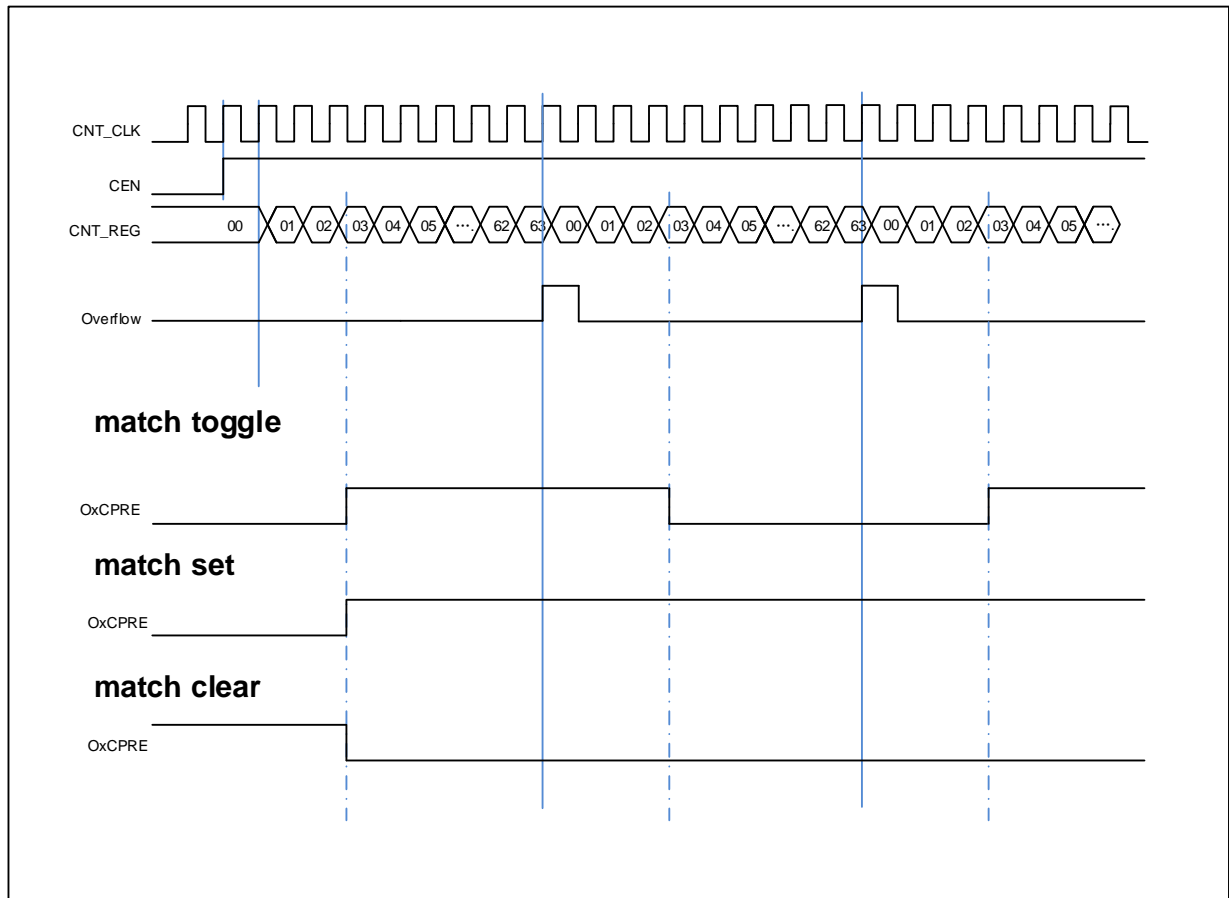 CNT_CLK
CEN
CNT_REG 00 01 02 03 04 05 …. 62 63 00 01 02 03 04 05 …. 62 63 00 01 02 03 04 05 ….
Overflow
match toggle
OxCPRE
match set
OxCPRE
match clear
OxCPRE